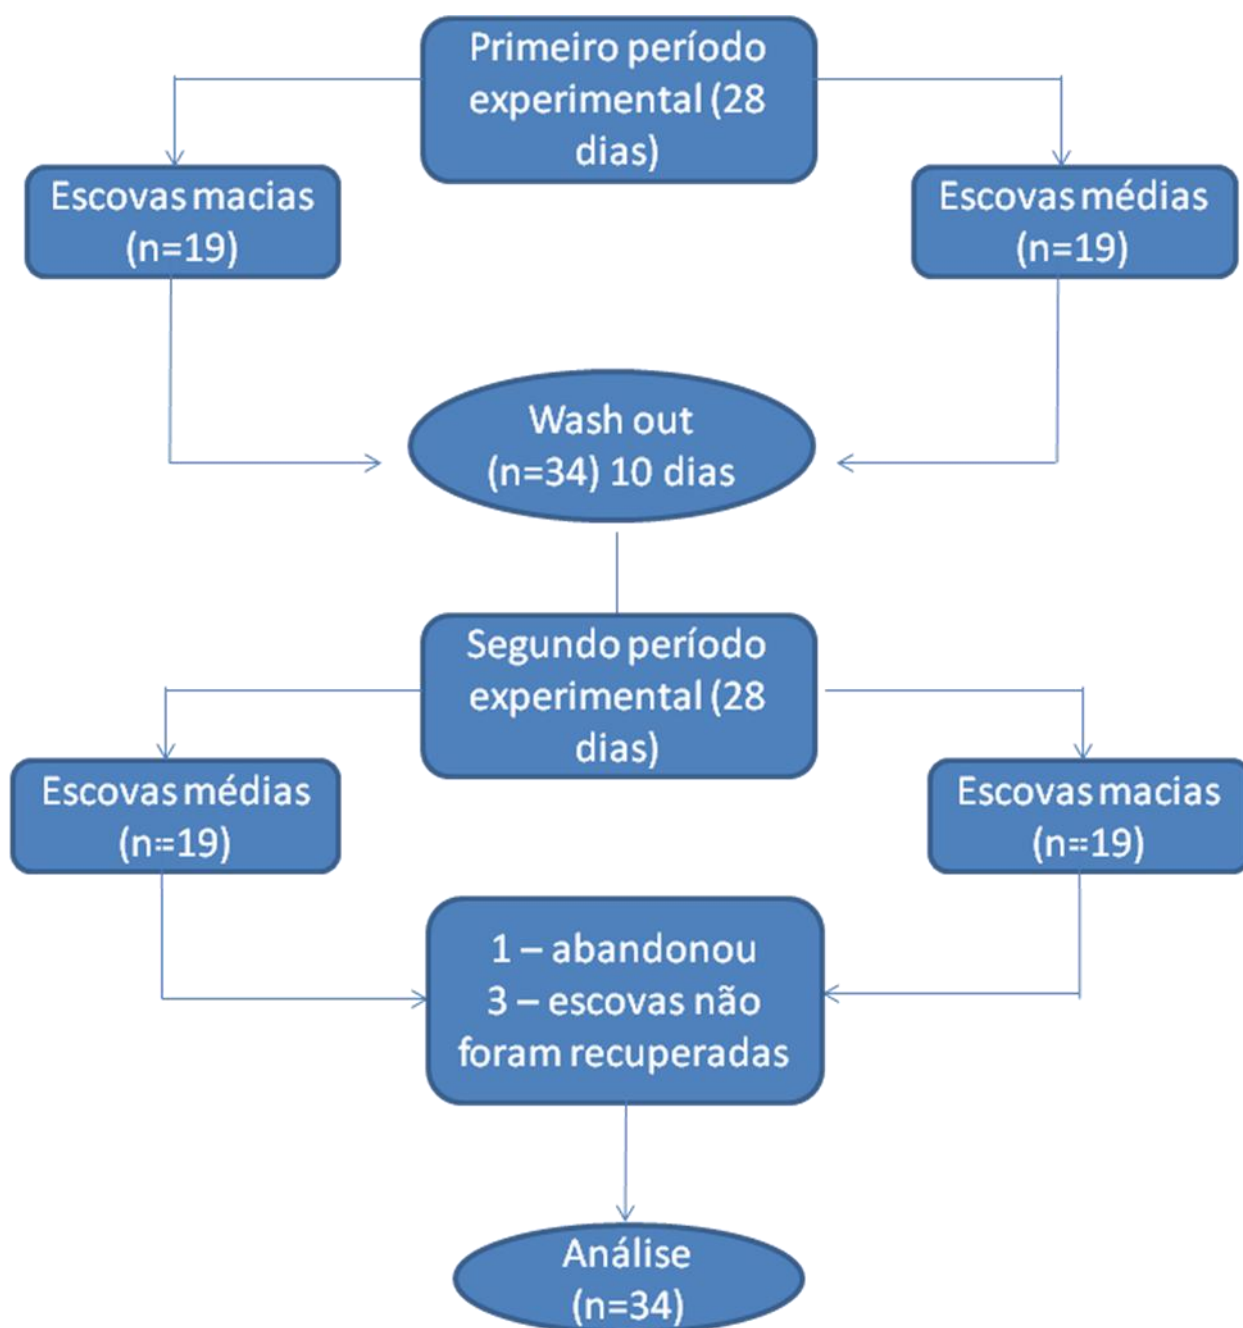 Primeiro período
experimental (28
dias)
Escovas macias
(n=19)
Escovas médias
(n=19)
Wash out
(n=34) 10 dias
Segundo período
experimental (28
dias)
Escovas médias
(n=19)
Escovas macias
(n=19)
1 – abandonou
3 – escovas não
foram recuperadas
Análise
(n=34)